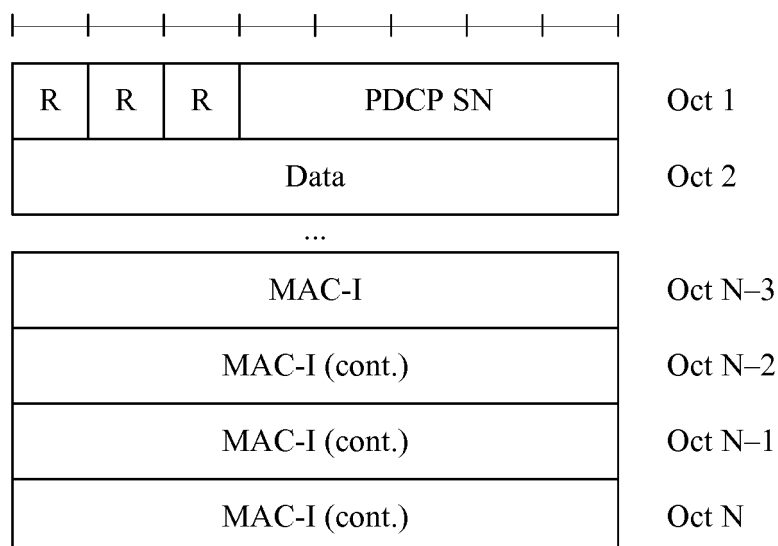 R R R PDCP SN Oct 1
Data Oct 2
...
MAC-I Oct N–3
MAC-I (cont.) Oct N–2
MAC-I (cont.) Oct N–1
MAC-I (cont.) Oct N